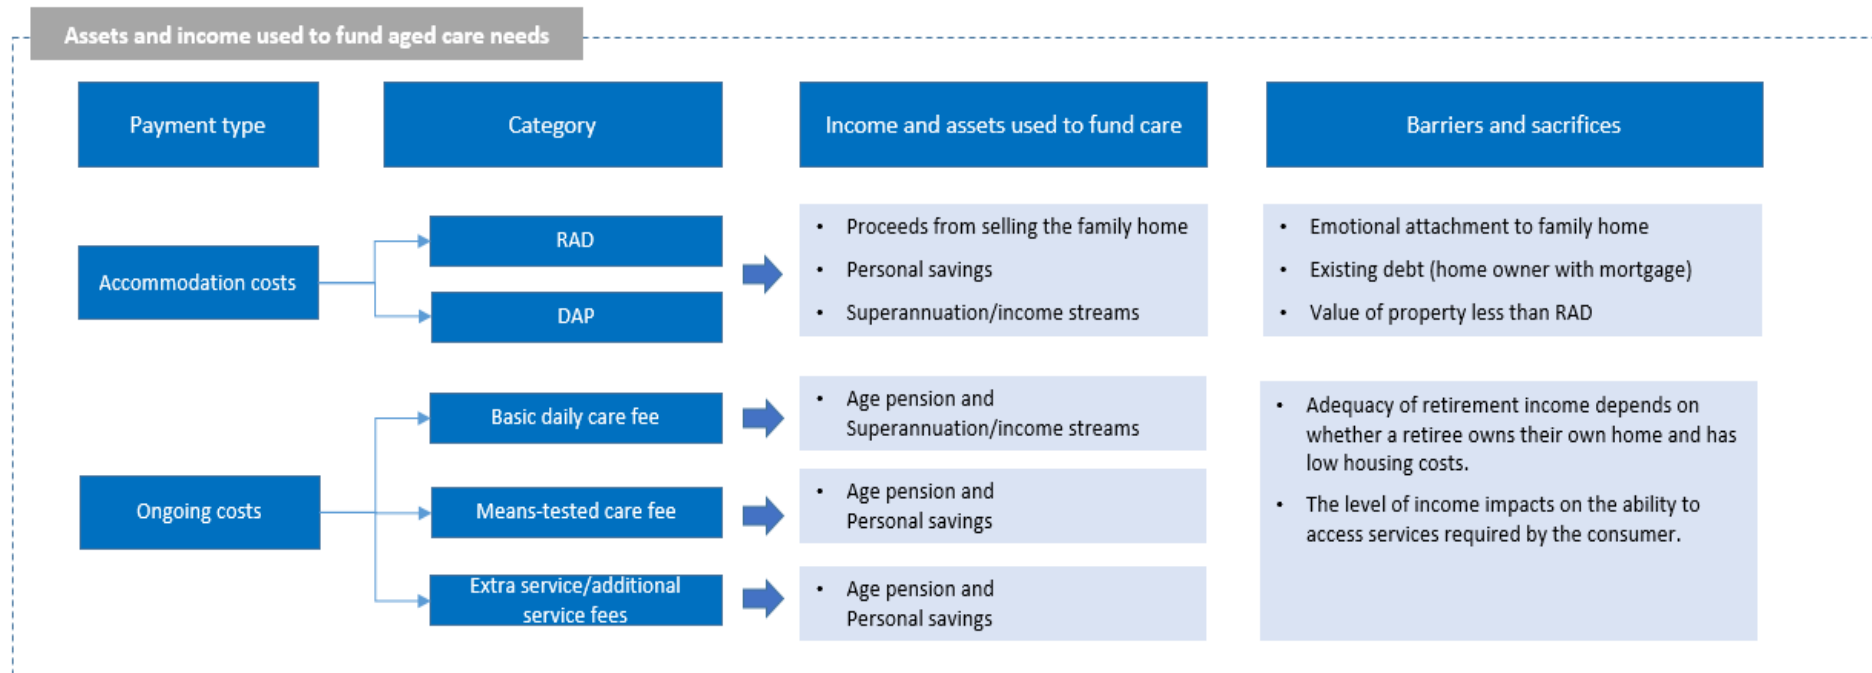 Assets and income used to fund aged care needs
Payment type
Category
Income and assets used to fund care
Barriers and sacrifices
Accommodation costs
RAD
DAP
• Proceeds from selling the family home
• Personal savings
• Superannuation/income streams
• Emotional attachment to family home
• Existing debt (home owner with mortgage)
• Value of property less than RAD
Ongoing costs
Basic daily care fee
• Age pension and
Superannuation/income streams
Means-tested care fee
• Age pension and
Personal savings
Extra service/additional
service fees
• Age pension and
Personal savings
• Adequacy of retirement income depends on
whether a retiree owns their own home and has
low housing costs.
• The level of income impacts on the ability to
access services required by the consumer.